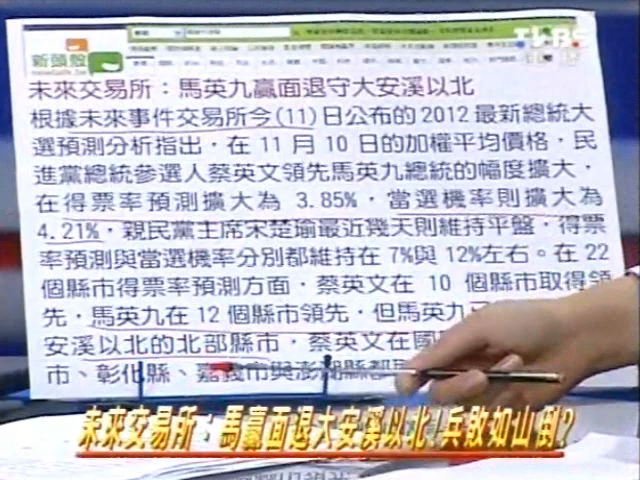 TVBS
新頭殼
newtalk.tw
未來交易所：馬英九贏面退守大安溪以北
根據未來事件交易所今(11)日公布的2012最新總統大
選預測分析指出，在11月10日的加權平均價格，民
進黨總統參選人蔡英文領先馬英九總統的幅度擴大，
在得票率預測擴大為 3.85%，當選機率則擴大為
4.21%，親民黨主席宋楚瑜最近幾天則維持平盤，得票
率預測與當選機率分別都維持在7%與12%左右。在22
個縣市得票率預測方面，蔡英文在 10 個縣市取得領
先，馬英九在12個縣市領先，但馬英九
安溪以北的北部縣市，蔡英文在
市、彰化縣、嘉義市與澎湖縣都
未來交易所：馬贏面退大安溪以北!兵敗如山倒?